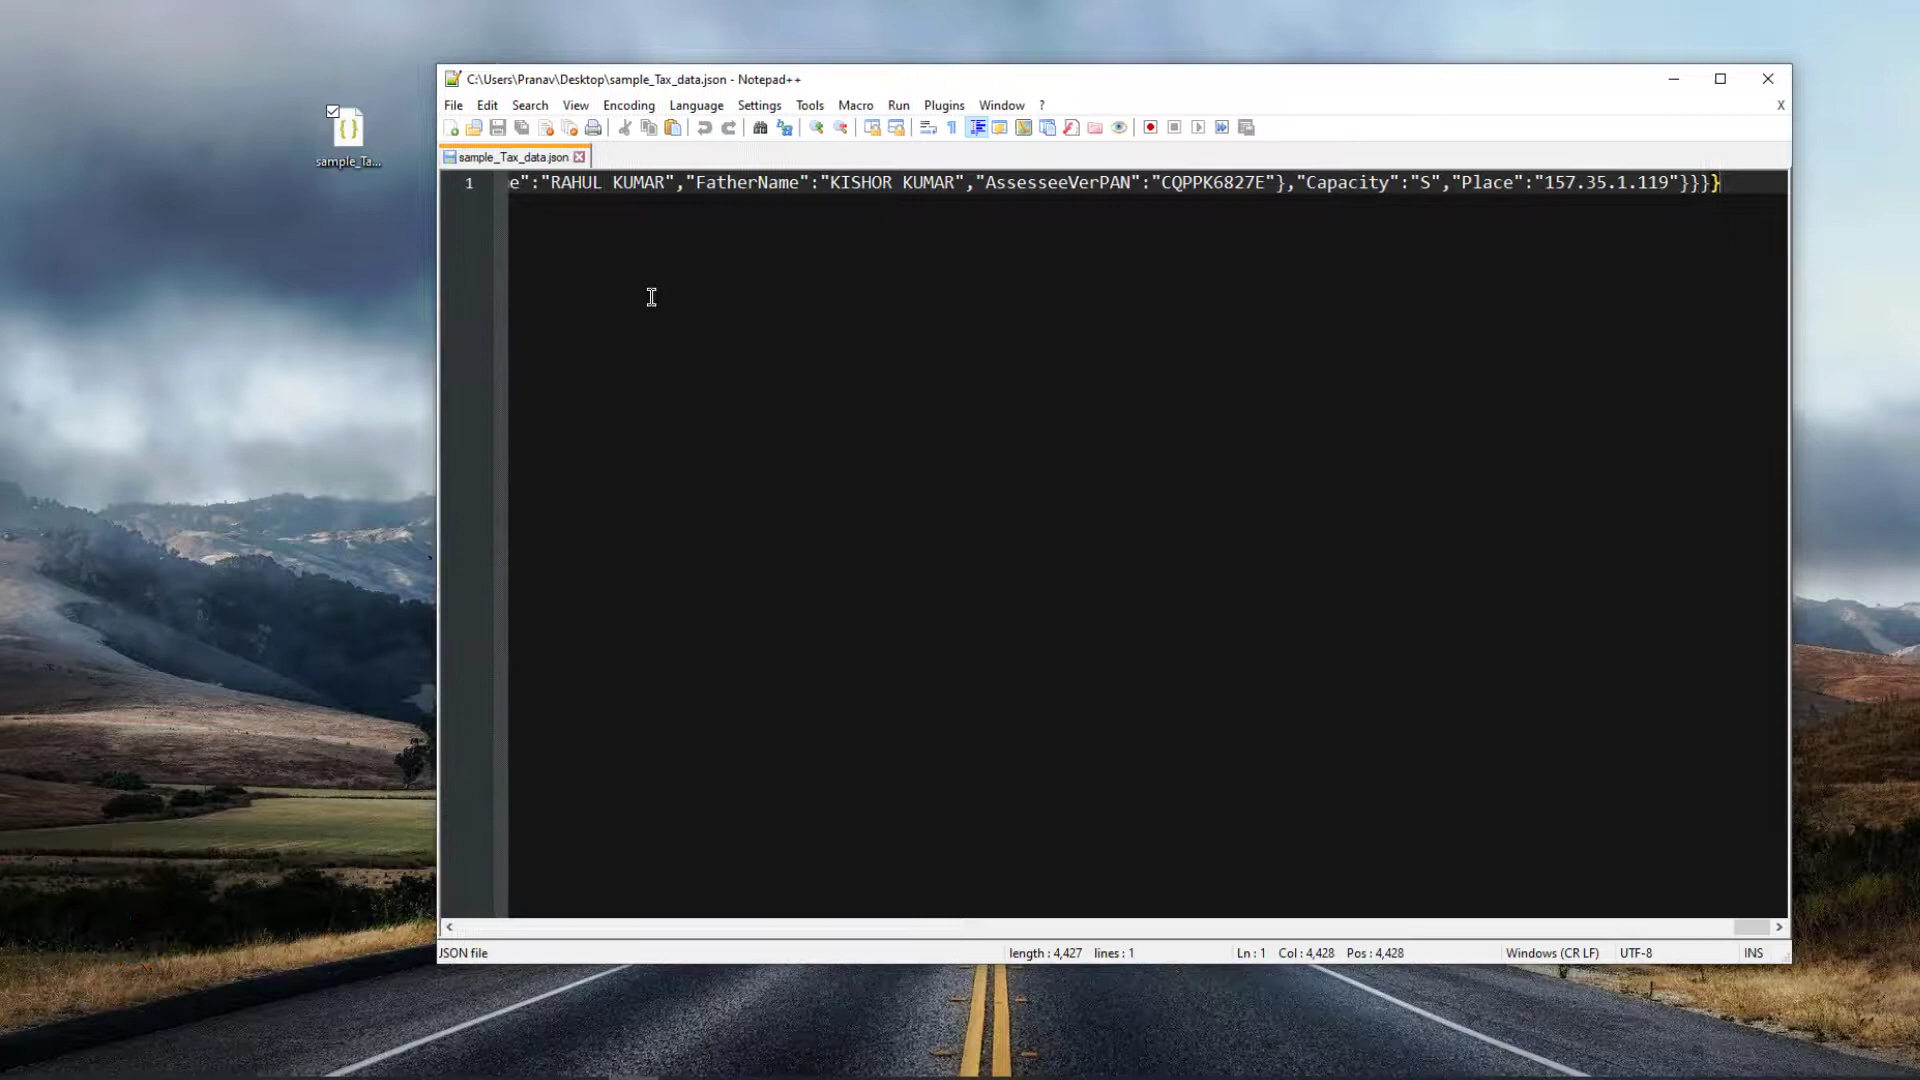 C:\Users\Pranav\Desktop\sample_Tax_data.json - Notepad++
File Edit Search View Encoding Language Settings Tools Macro Run Plugins Window ? X
sample_Ta...
sample_Tax_data.json
1 e":"RAHUL KUMAR","FatherName":"KISHOR KUMAR","AssesseeVerPAN":"CQPPK6827E"},"Capacity":"S","Place":"157.35.1.119"}}}}
JSON file length : 4,427 lines : 1 Ln : 1 Col : 4,428 Pos : 4,428 Windows (CR LF) UTF-8 INS